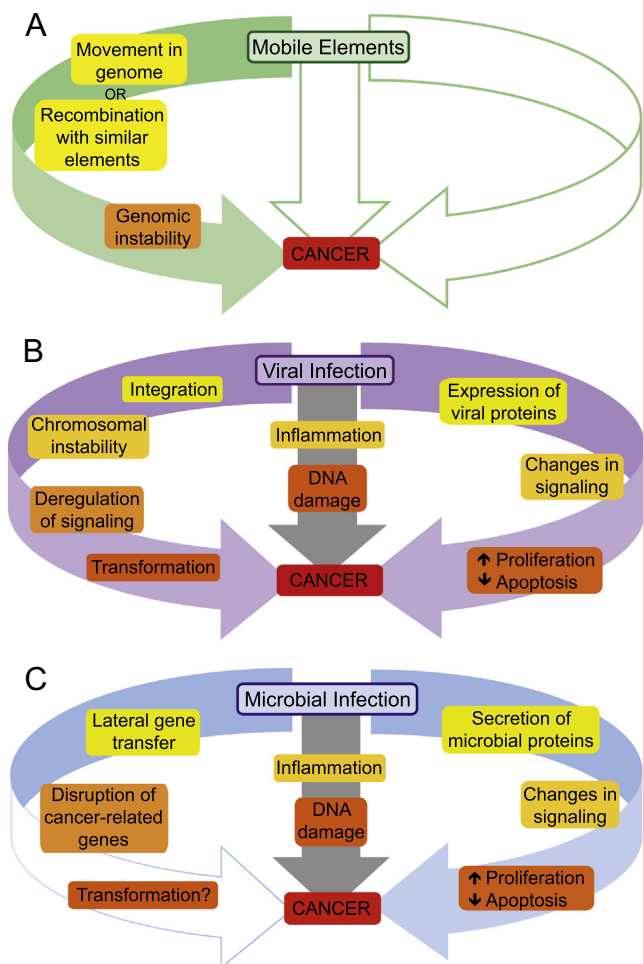 A
Mobile Elements
Movement in
genome
OR
Recombination
with similar
elements
Genomic
instability
CANCER
B
Viral Infection
Integration
Chromosomal
instability
Deregulation
of signaling
Transformation
Inflammation
DNA
damage
Expression of
viral proteins
Changes in
signaling
↑ Proliferation
↓ Apoptosis
CANCER
C
Microbial Infection
Lateral gene
transfer
Disruption of
cancer-related
genes
Transformation?
Inflammation
DNA
damage
Secretion of
microbial proteins
Changes in
signaling
↑ Proliferation
↓ Apoptosis
CANCER